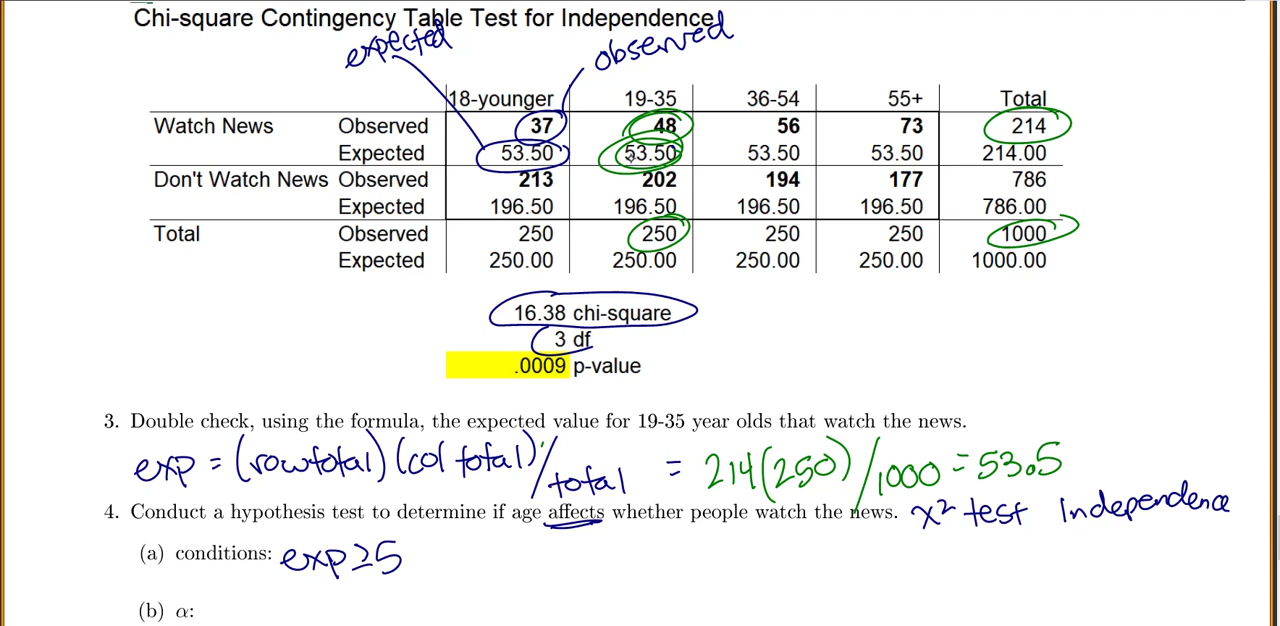 Chi-square Contingency Table Test for Independence
expected observed
18-younger 19-35 36-54 55+ Total
Watch News Observed 37 48 56 73 214
Expected 53.50 53.50 53.50 53.50 214.00
Don't Watch News Observed 213 202 194 177 786
Expected 196.50 196.50 196.50 196.50 786.00
Total Observed 250 250 250 250 1000
Expected 250.00 250.00 250.00 250.00 1000.00
16.38 chi-square
3 df
.0009 p-value
3. Double check, using the formula, the expected value for 19-35 year olds that watch the news.
exp = (row total) (col total) / total = 214(250) / 1000 = 53.5
4. Conduct a hypothesis test to determine if age affects whether people watch the news. x² test Independence
(a) conditions: exp ≥ 5
(b) α: